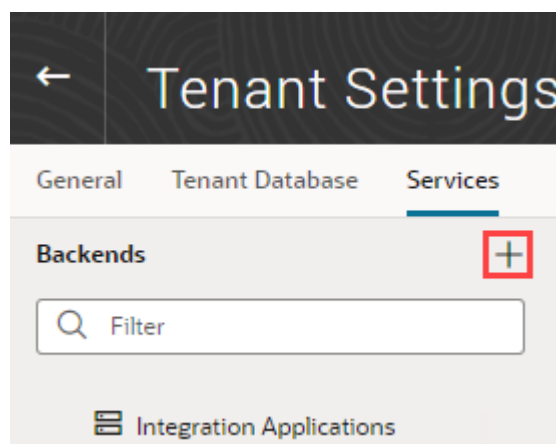 Tenant Settings
General Tenant Database Services
Backends
Filter
Integration Applications